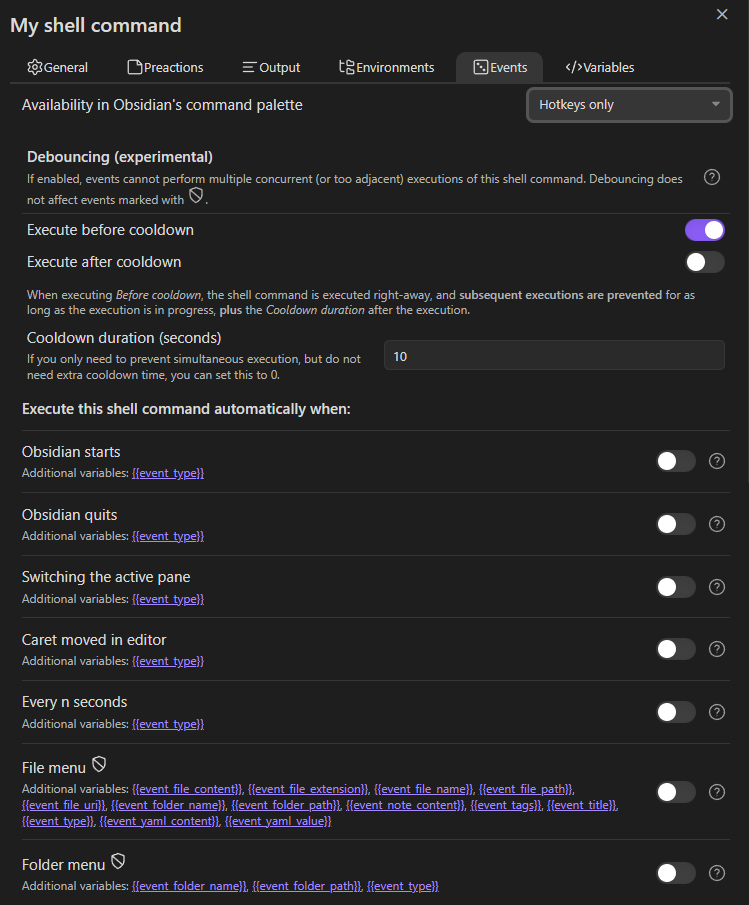 My shell command
General
Preactions
Output
Environments
Events
Variables
Availability in Obsidian's command palette
Hotkeys only
Debouncing (experimental)
If enabled, events cannot perform multiple concurrent (or too adjacent) executions of this shell command. Debouncing does
not affect events marked with .
Execute before cooldown
Execute after cooldown
When executing Before cooldown, the shell command is executed right-away, and subsequent executions are prevented for as
long as the execution is in progress, plus the Cooldown duration after the execution.
Cooldown duration (seconds)
If you only need to prevent simultaneous execution, but do not
need extra cooldown time, you can set this to 0.
10
Execute this shell command automatically when:
Obsidian starts
Additional variables: {{event_type}}
Obsidian quits
Additional variables: {{event_type}}
Switching the active pane
Additional variables: {{event_type}}
Caret moved in editor
Additional variables: {{event_type}}
Every n seconds
Additional variables: {{event_type}}
File menu
Additional variables: {{event_file_content}}, {{event_file_extension}}, {{event_file_name}}, {{event_file_path}},
{{event_file_uri}}, {{event_folder_name}}, {{event_folder_path}}, {{event_note_content}}, {{event_tags}}, {{event_title}},
{{event_type}}, {{event_yaml_content}}, {{event_yaml_value}}
Folder menu
Additional variables: {{event_folder_name}}, {{event_folder_path}}, {{event_type}}